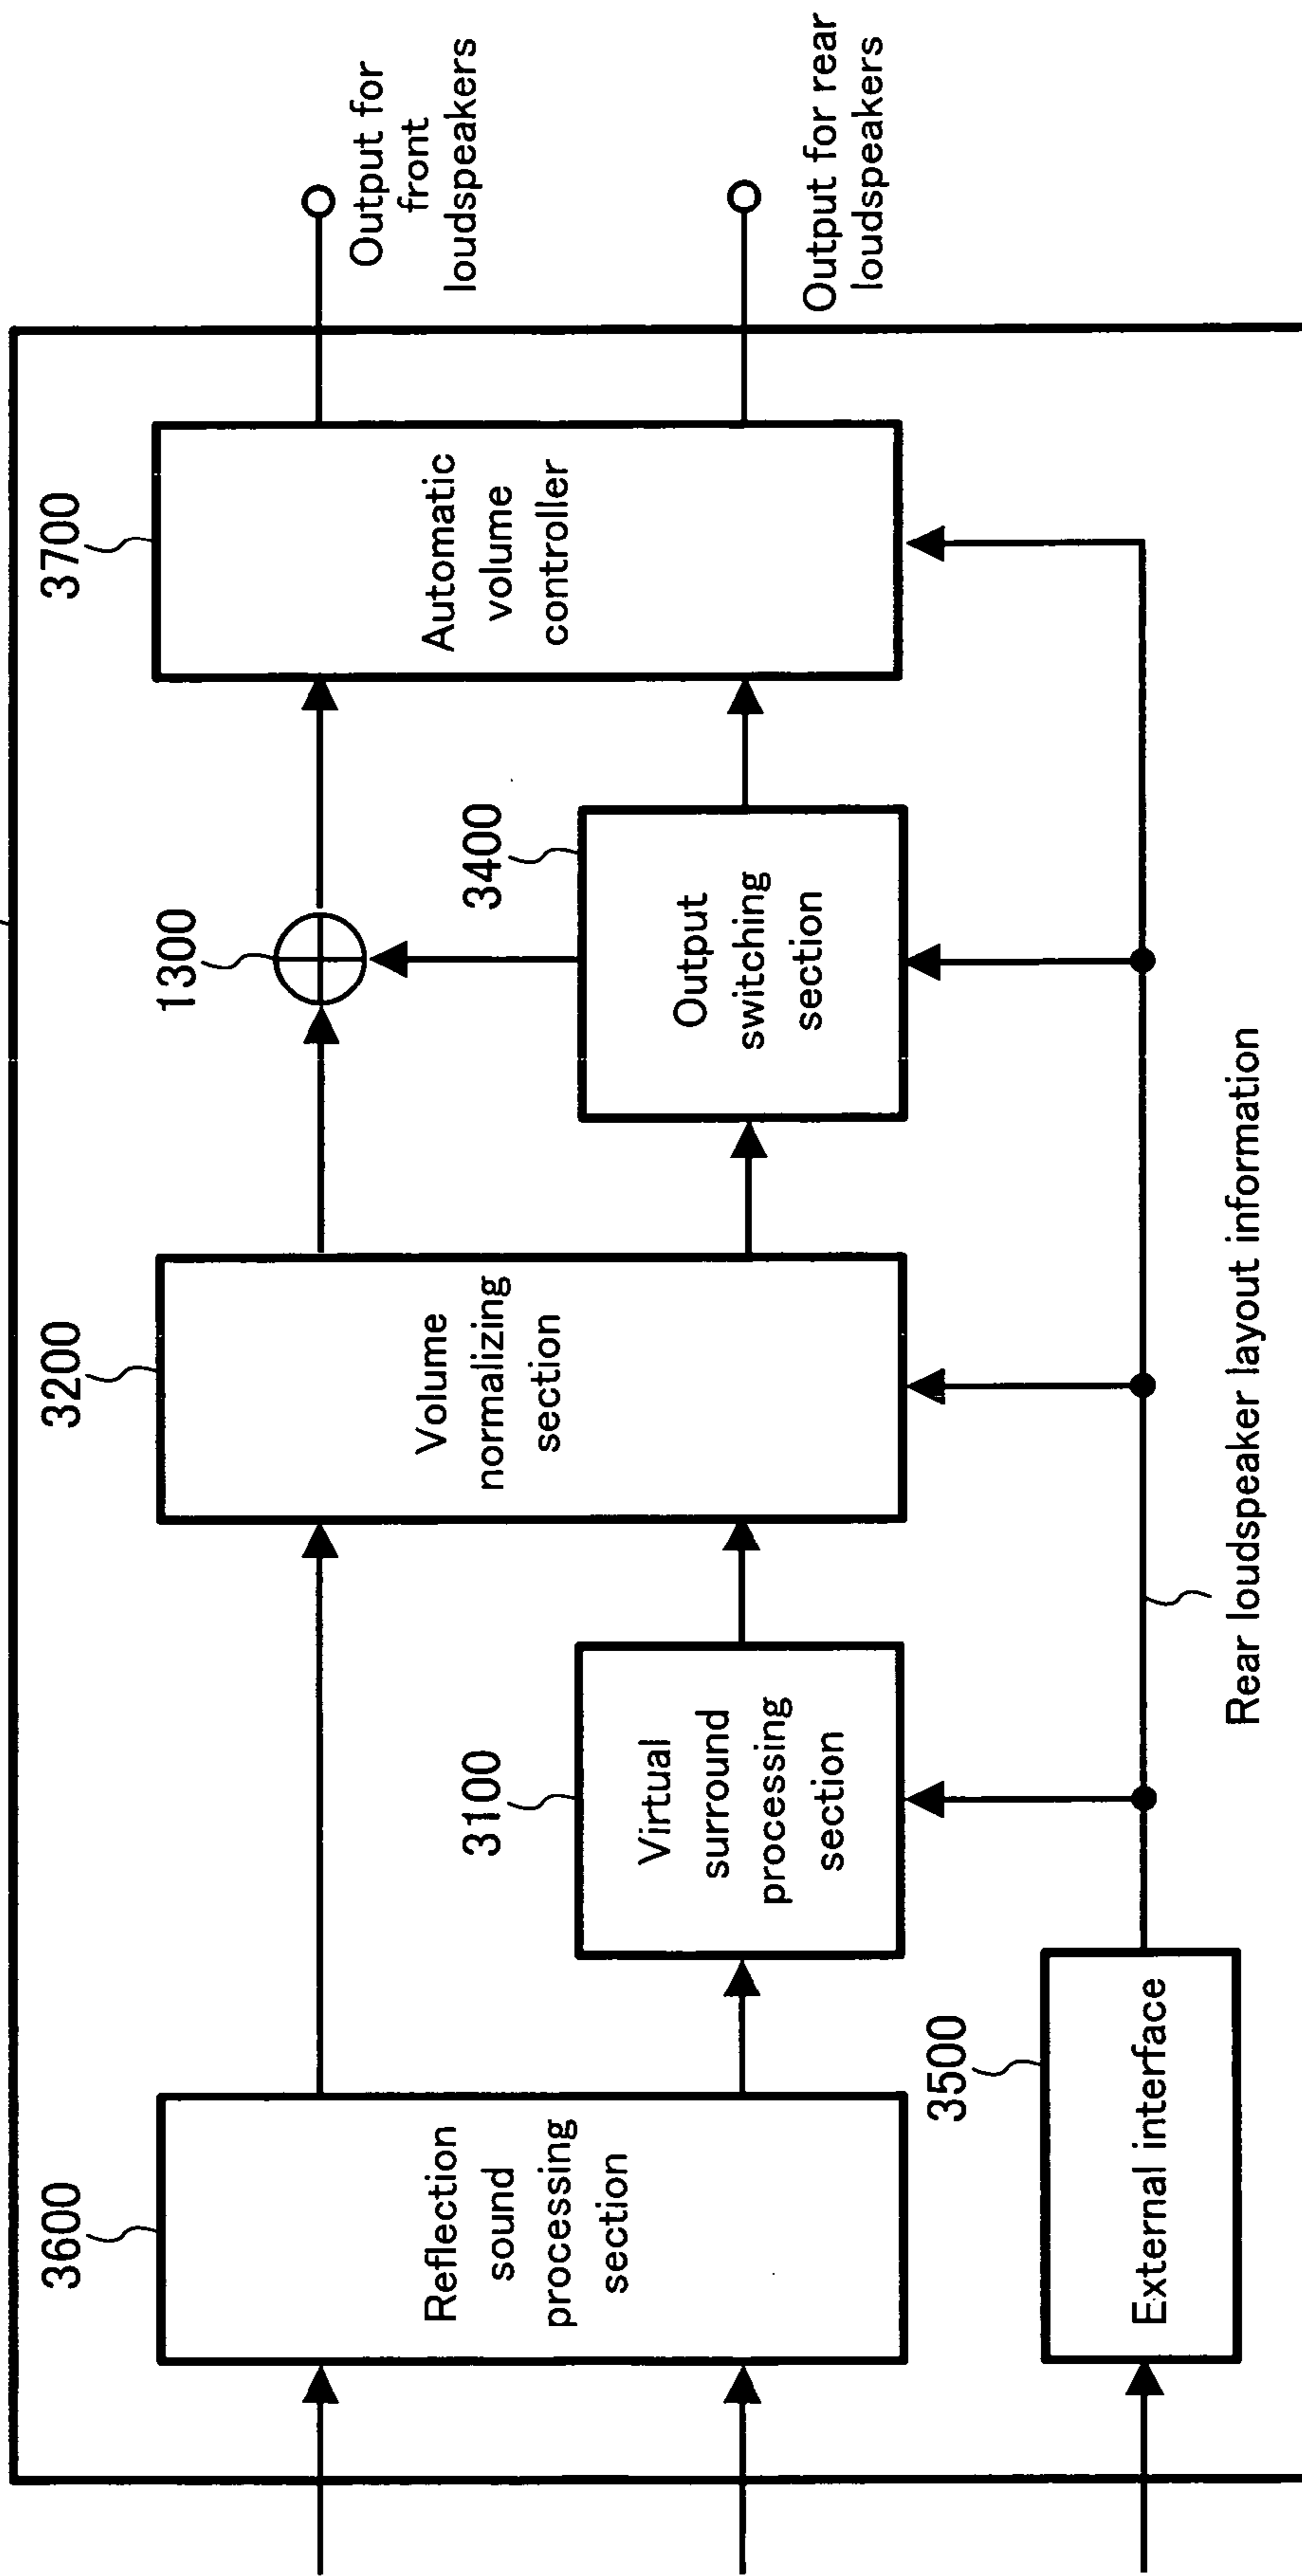 3600
Reflection
sound
processing
section
3100
Virtual
surround
processing
section
3500
External interface
3200
Volume
normalizing
section
1300
3400
Output
switching
section
3700
Automatic
volume
controller
Output for
front
loudspeakers
Output for rear
loudspeakers
Rear loudspeaker layout information